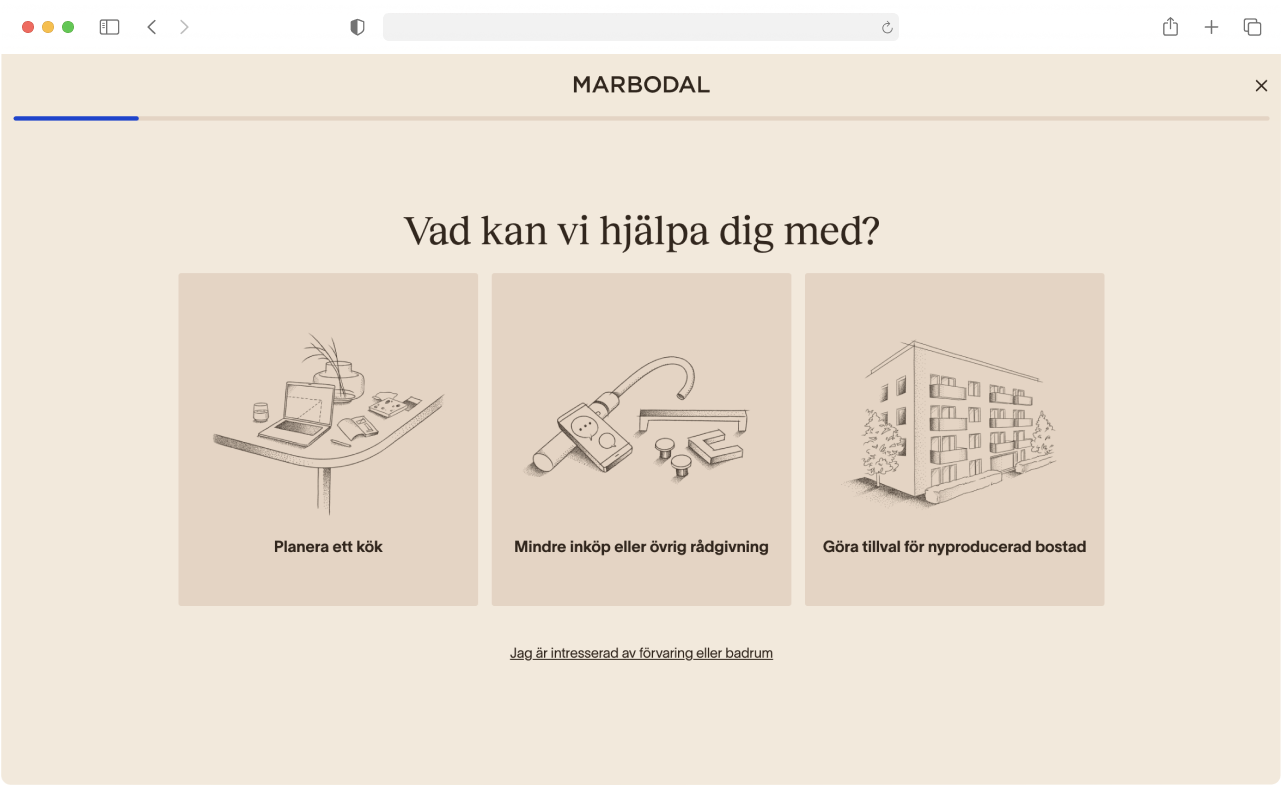 MARBODAL
Vad kan vi hjälpa dig med?
Planera ett kök
Mindre inköp eller övrig rådgivning
Göra tillval för nyproducerad bostad
Jag är intresserad av förvaring eller badrum